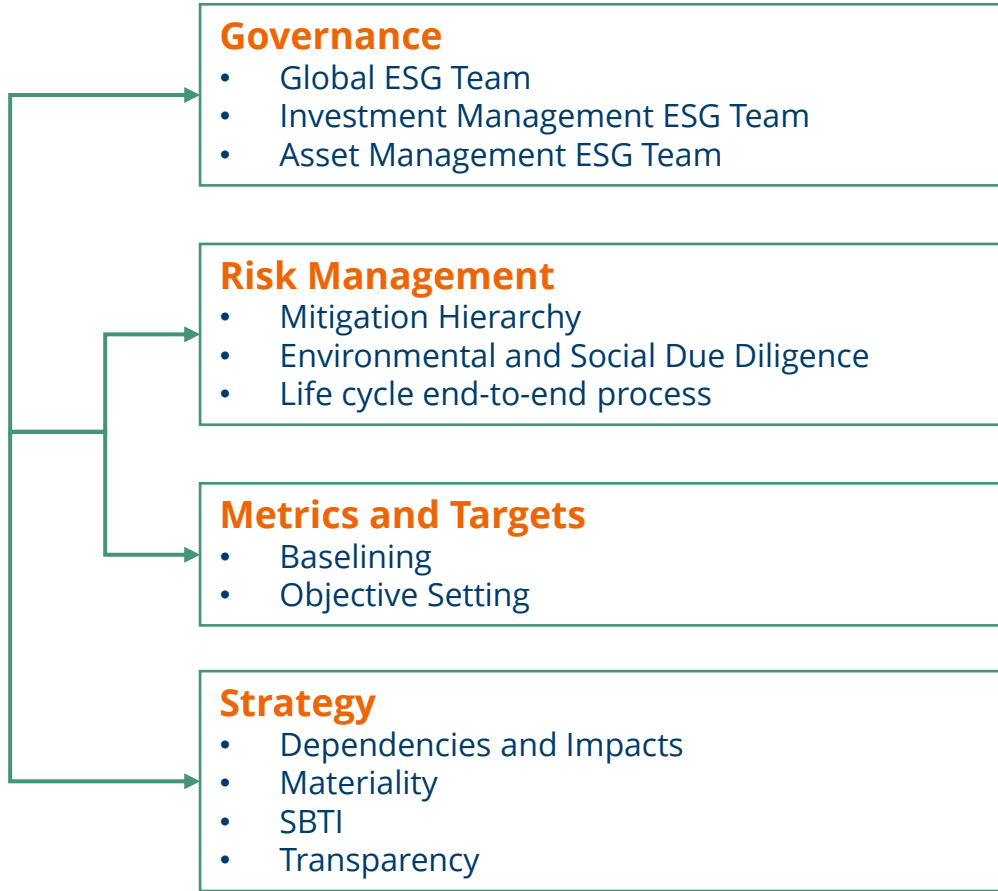 Governance
• Global ESG Team
• Investment Management ESG Team
• Asset Management ESG Team
Risk Management
• Mitigation Hierarchy
• Environmental and Social Due Diligence
• Life cycle end-to-end process
Metrics and Targets
• Baselining
• Objective Setting
Strategy
• Dependencies and Impacts
• Materiality
• SBTI
• Transparency